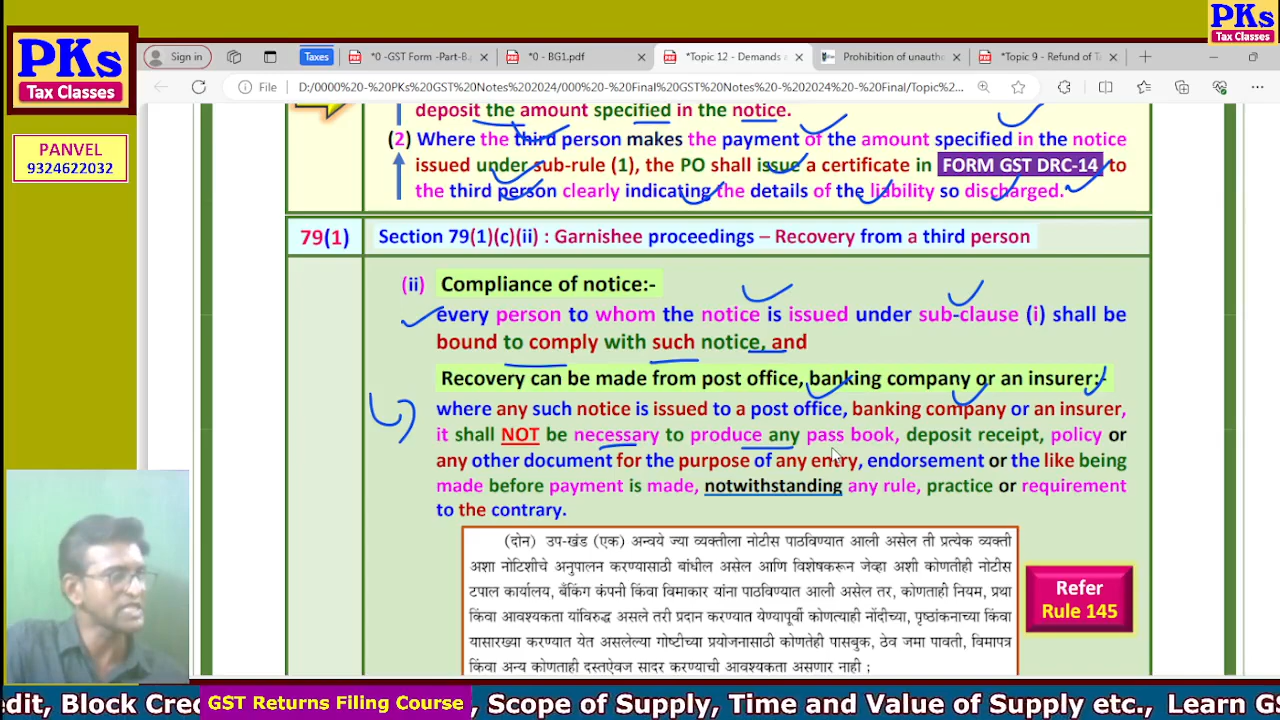 PKs
Tax Classes
PANVEL
9324622032
PKs
Tax Classes
Sign in
Taxes
*0 -GST Form -Part-B.
*0 - BG1.pdf
*Topic 12 - Demands a
Prohibition of unauth
*Topic 9 - Refund of T
File
D:/0000%20-%20PKs%20GST%20Notes%202024/000%20Final%20GST%20Notes%20%202024%20-%20Final/Topic%2...
deposit the amount specified in the notice.
(2) Where the third person makes the payment of the amount specified in the notice
issued under sub-rule (1), the PO shall issue a certificate in FORM GST DRC-14 to
the third person clearly indicating the details of the liability so discharged.
79(1)
Section 79(1)(c)(ii) : Garnishee proceedings – Recovery from a third person
(ii) Compliance of notice:-
every person to whom the notice is issued under sub-clause (i) shall be
bound to comply with such notice, and
Recovery can be made from post office, banking company or an insurer:-
where any such notice is issued to a post office, banking company or an insurer,
it shall NOT be necessary to produce any pass book, deposit receipt, policy or
any other document for the purpose of any entry, endorsement or the like being
made before payment is made, notwithstanding any rule, practice or requirement
to the contrary.
(दोन) उप-खंड (एक) अन्वये ज्या व्यक्तीला नोटीस पाठविण्यात आली असेल ती प्रत्येक व्यक्ती
अशा नोटिशीचे अनुपालन करण्यासाठी बांधील असेल आणि विशेषकरून जेव्हा अशी कोणतीही नोटीस
टपाल कार्यालय, बँकिंग कंपनी किंवा विमाकार यांना पाठविण्यात आली असेल तर, कोणताही नियम, प्रथा
किंवा आवश्यकता यांविरुद्ध असले तरी प्रदान करण्यात येण्यापूर्वी कोणत्याही नोंदीच्या, पृष्ठांकनाच्या किंवा
यासारख्या करण्यात येत असलेल्या गोष्टीच्या प्रयोजनासाठी कोणतेही पासबुक, ठेव जमा पावती, विमापत्र
किंवा अन्य कोणताही दस्तऐवज सादर करण्याची आवश्यकता असणार नाही ;
Refer
Rule 145
edit, Block Cred
GST Returns Filing Course
, Scope of Supply, Time and Value of Supply etc., Learn GS